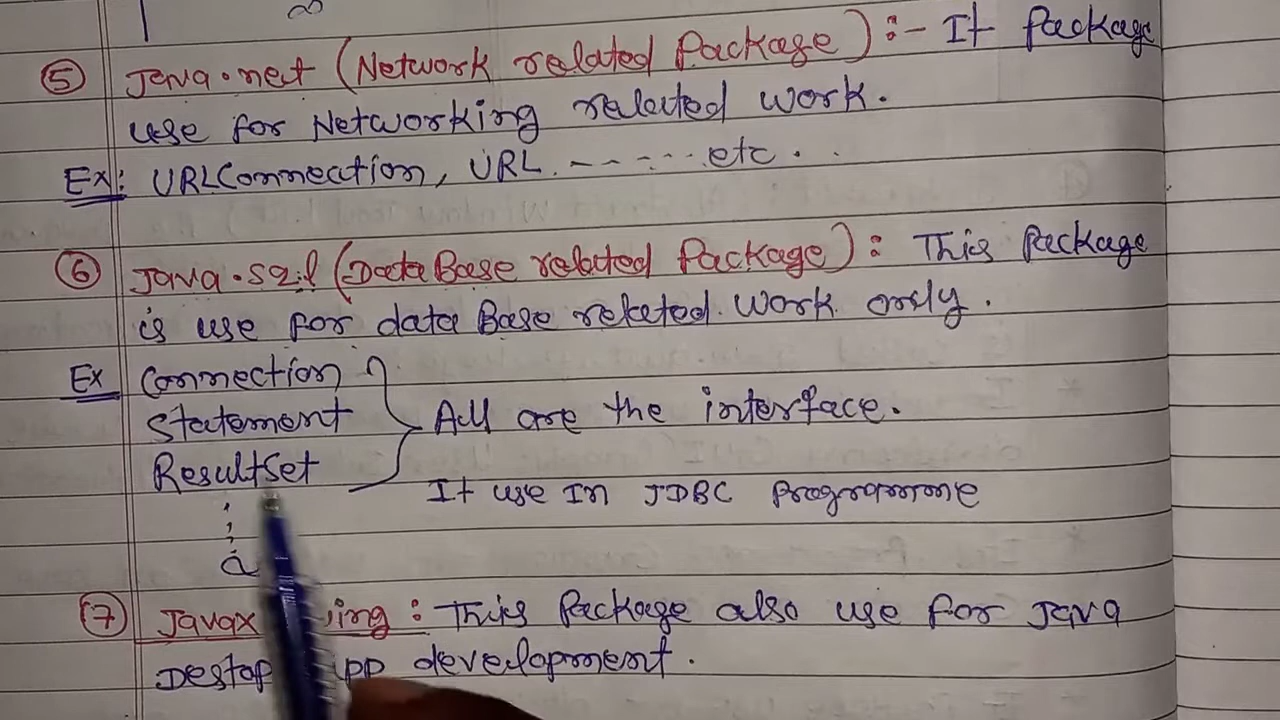 ∞
⑤ Java.net (Network related Package) :- It Package
use for Networking related work.
Ex: URLConnection, URL ------ etc.
⑥ Java.sql (DataBase related Package) : This Package
is use for data Base related work only.
Ex Connection
Statement
ResultSet
All are the interface.
It use In JDBC Programme
⑦ Javax ing : This Package also use for Java
Destop App development.